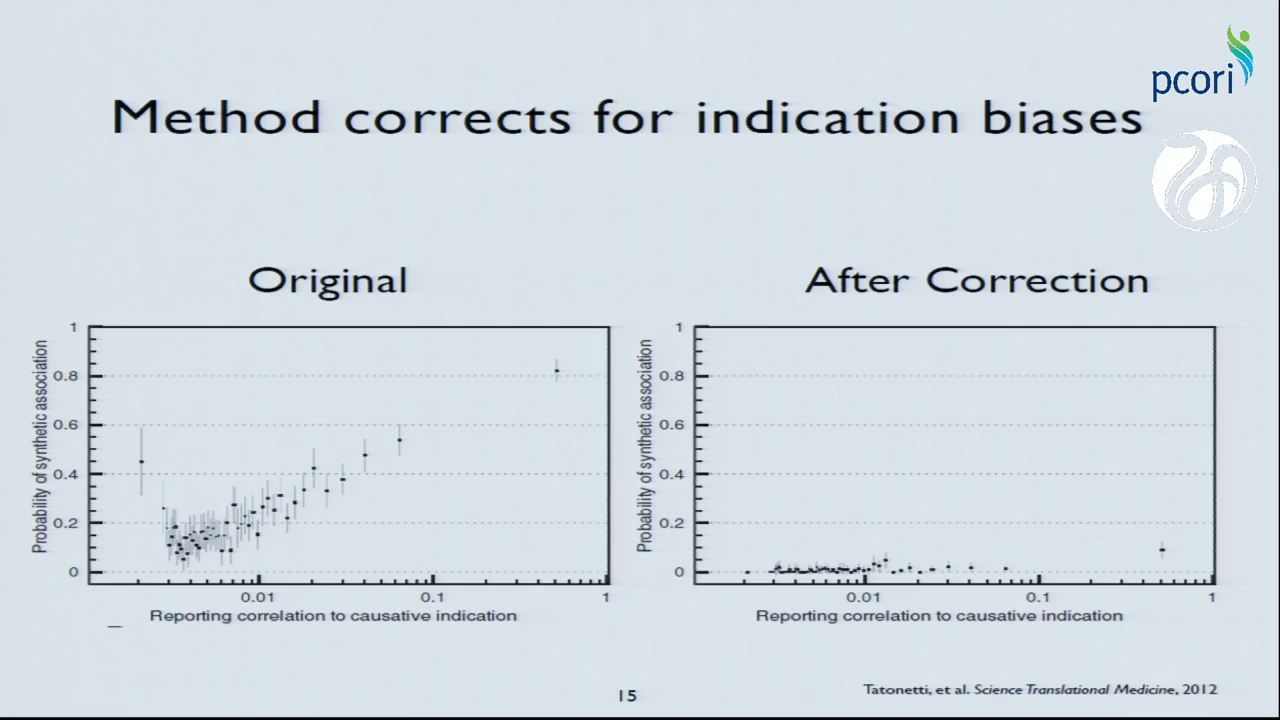 pcori
Method corrects for indication biases
Original
After Correction
Probability of synthetic association
1
0.8
0.6
0.4
0.2
0
0.01
0.1
1
Reporting correlation to causative indication
Probability of synthetic association
1
0.8
0.6
0.4
0.2
0
0.01
0.1
1
Reporting correlation to causative indication
15
Tatonetti, et al. Science Translational Medicine, 2012